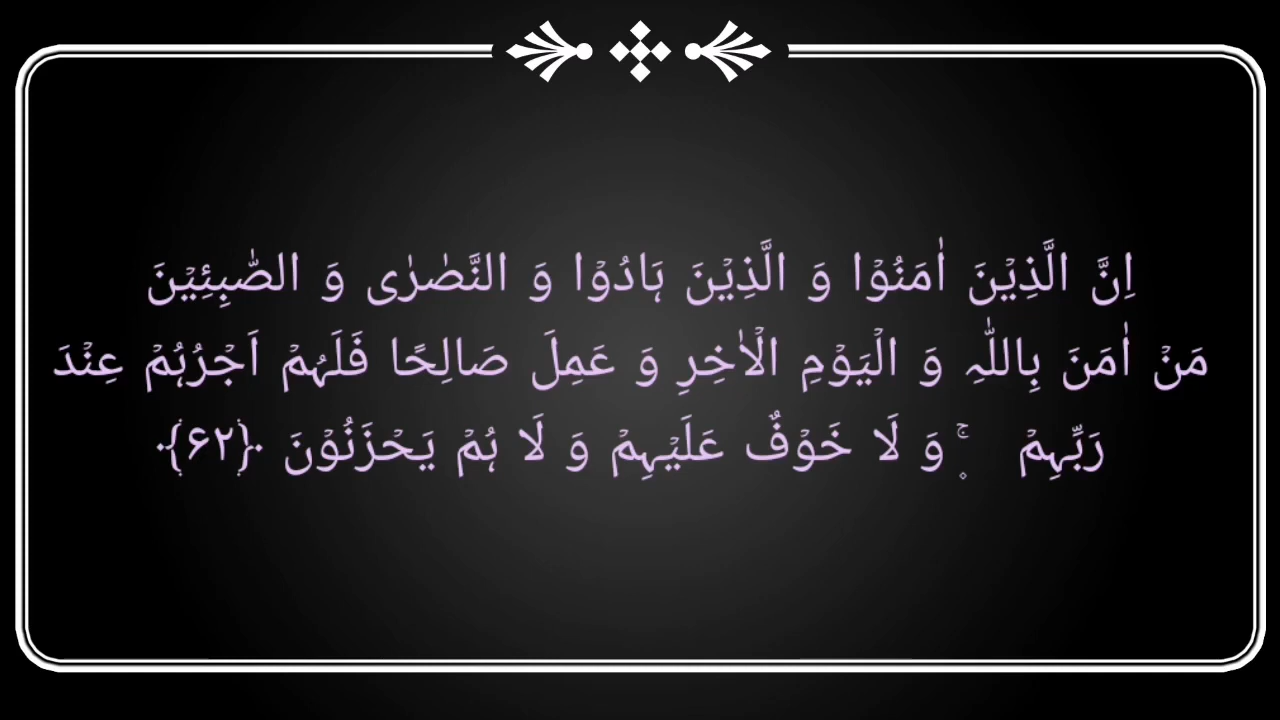 اِنَّ الَّذِیۡنَ اٰمَنُوۡا وَ الَّذِیۡنَ ہَادُوۡا وَ النَّصٰرٰی وَ الصّٰبِئِیۡنَ
مَنۡ اٰمَنَ بِاللّٰہِ وَ الۡیَوۡمِ الۡاٰخِرِ وَ عَمِلَ صَالِحًا فَلَہُمۡ اَجۡرُہُمۡ عِنۡدَ
رَبِّہِمۡ ۪ۚ وَ لَا خَوۡفٌ عَلَیۡہِمۡ وَ لَا ہُمۡ یَحۡزَنُوۡنَ ﴿۶۲﴾